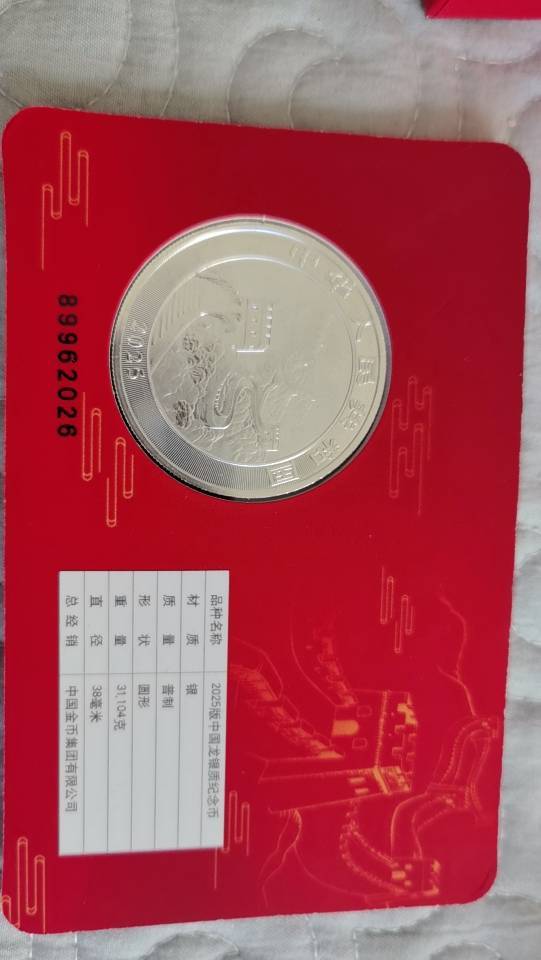 中华人民共和国
2025
89962026
品种名称 2025版中国龙银质纪念币
材 质 银
质 量 普制
形 状 圆形
重 量 31,104克
直 径 38毫米
总 经 销 中国金币集团有限公司